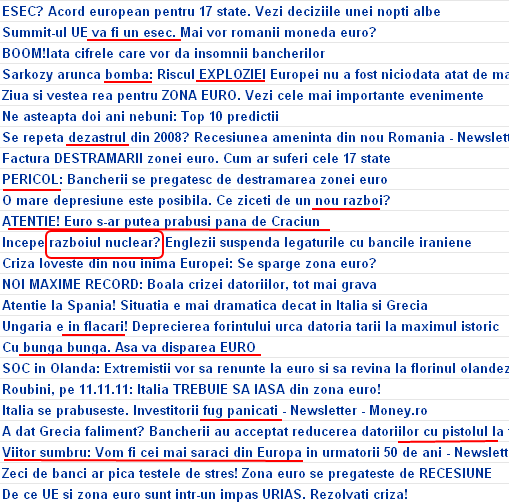 ESEC? Acord european pentru 17 state. Vezi deciziile unei nopti albe
Summit-ul UE va fi un esec. Mai vor romanii moneda euro?
BOOM!Iata cifrele care vor da insomnii bancherilor
Sarkozy arunca bomba: Riscul EXPLOZIEI Europei nu a fost niciodata atat de ma
Ziua si vestea rea pentru ZONA EURO. Vezi cele mai importante evenimente
Ne asteapta doi ani nebuni: Top 10 predictii
Se repeta dezastrul din 2008? Recesiunea ameninta din nou Romania - Newslett
Factura DESTRAMARII zonei euro. Cum ar suferi cele 17 state
PERICOL: Bancherii se pregatesc de destramarea zonei euro
O mare depresiune este posibila. Ce ziceti de un nou razboi?
ATENTIE! Euro s-ar putea prabusi pana de Craciun
Incepe razboiul nuclear? Englezii suspenda legaturile cu bancile iraniene
Criza loveste din nou inima Europei: Se sparge zona euro?
NOI MAXIME RECORD: Boala crizei datoriilor, tot mai grava
Atentie la Spania! Situatia e mai dramatica decat in Italia si Grecia
Ungaria e in flacari! Deprecierea forintului urca datoria tarii la maximul istoric
Cu bunga bunga. Asa va disparea EURO
SOC in Olanda: Extremistii vor sa renunte la euro si sa revina la florinul olandez
Roubini, pe 11.11.11: Italia TREBUIE SA IASA din zona euro!
Italia se prabuseste. Investitorii fug panicati - Newsletter - Money.ro
A dat Grecia faliment? Bancherii au acceptat reducerea datoriilor cu pistolul la
Viitor sumbru: Vom fi cei mai saraci din Europa in urmatorii 50 de ani - Newslett
Zeci de banci ar pica testele de stres! Zona euro se pregateste de RECESIUNE
De ce UE si zona euro sunt intr-un impas URIAS. Rezolvati criza!